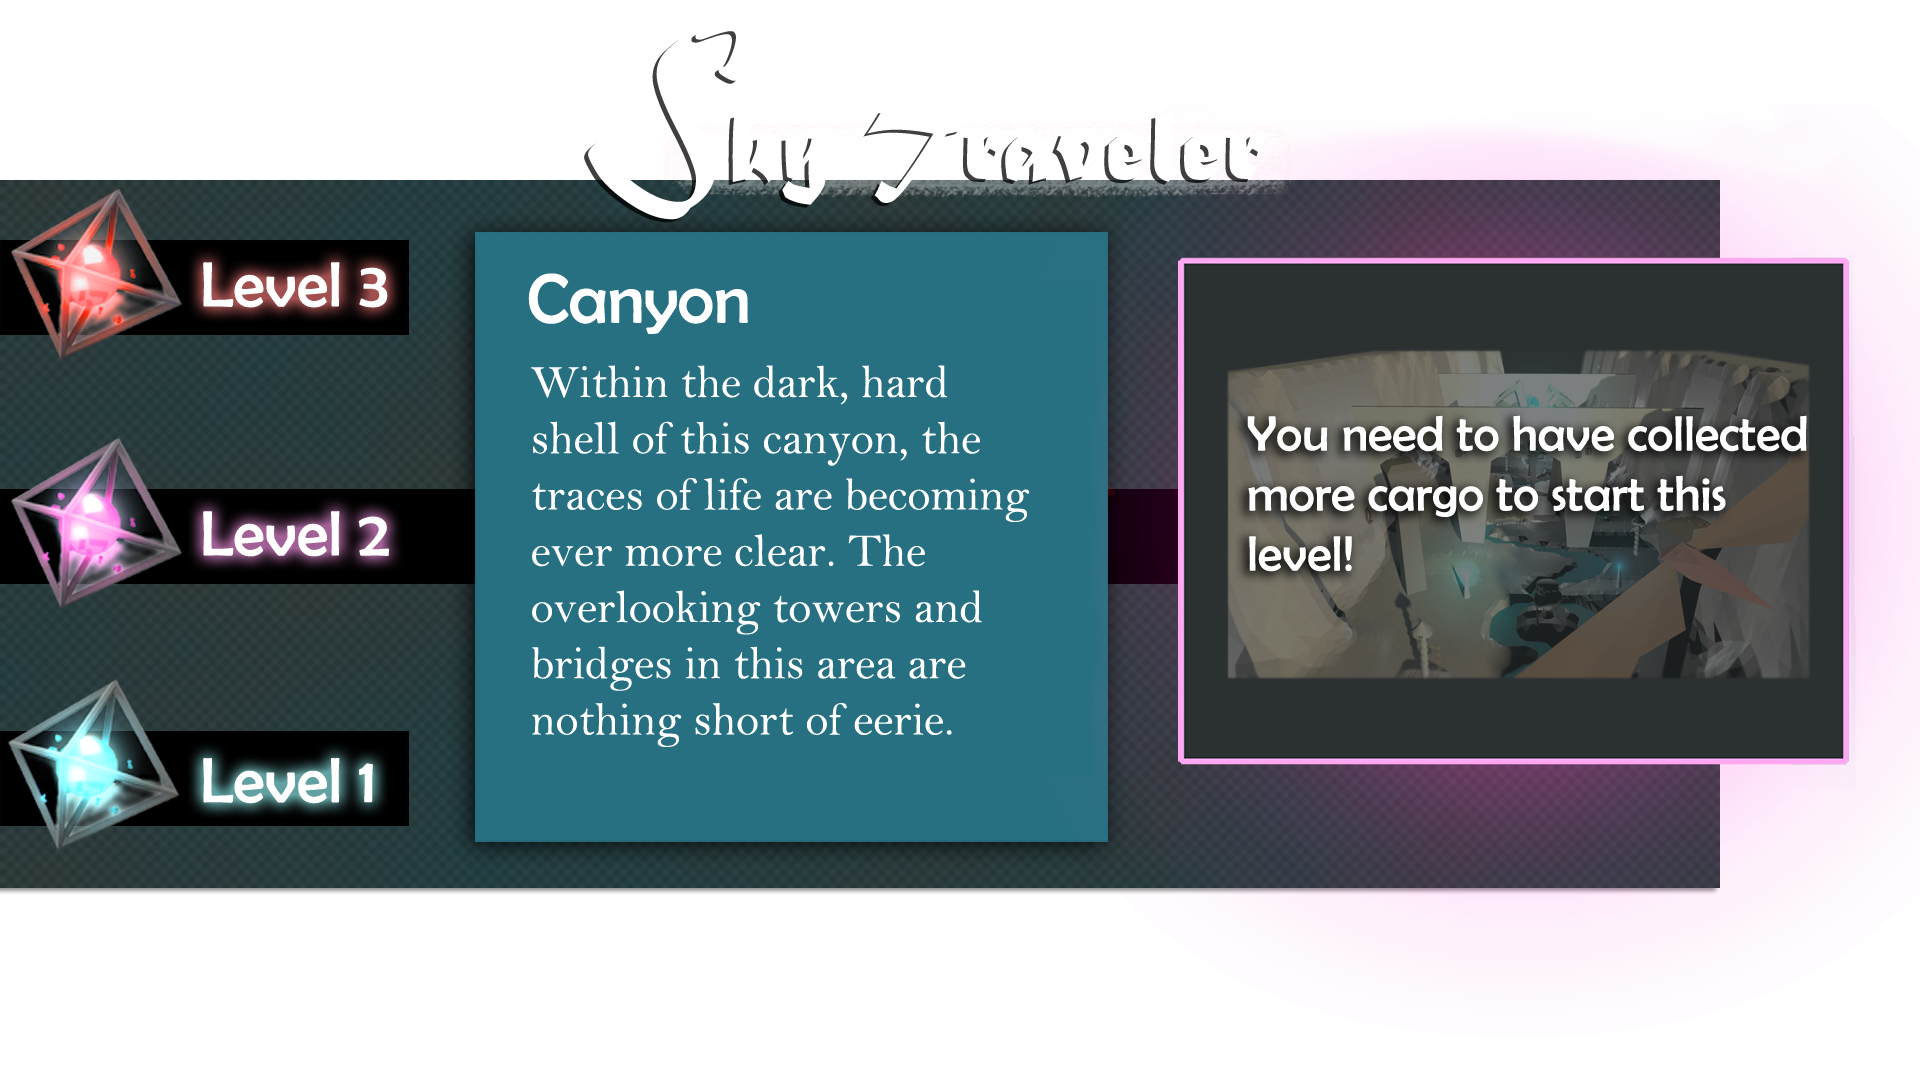 Sky Traveler
Level 3
Level 2
Level 1
Canyon
Within the dark, hard
shell of this canyon, the
traces of life are becoming
ever more clear. The
overlooking towers and
bridges in this area are
nothing short of eerie.
You need to have collected
more cargo to start this
level!